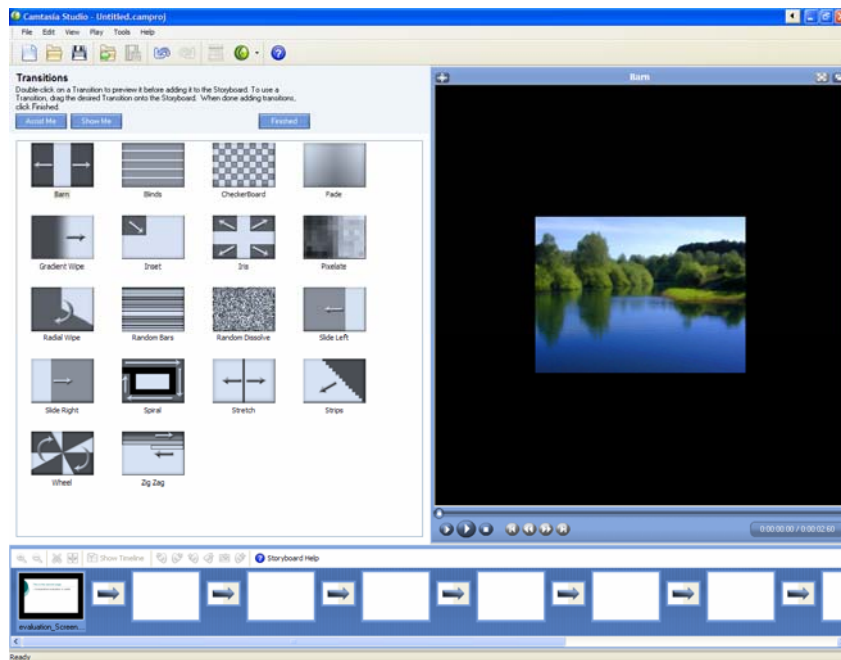 Camtasia Studio - Untitled.camproj
File Edit View Play Tools Help
Transitions
Double-click on a Transition to preview it before adding it to the Storyboard. To use a
Transition, drag the desired Transition onto the Storyboard. When done adding transitions,
click Finished.
Assist Me Show Me Finished
Barn
Barn Blinds CheckerBoard Fade
Gradient Wipe Inset Iris Pixelate
Radial Wipe Random Bars Random Dissolve Slide Left
Slide Right Spiral Stretch Strips
Wheel Zig Zag
0:00:00:00 / 0:00:02:60
Show Timeline Storyboard Help
evaluation_Screen...
Ready